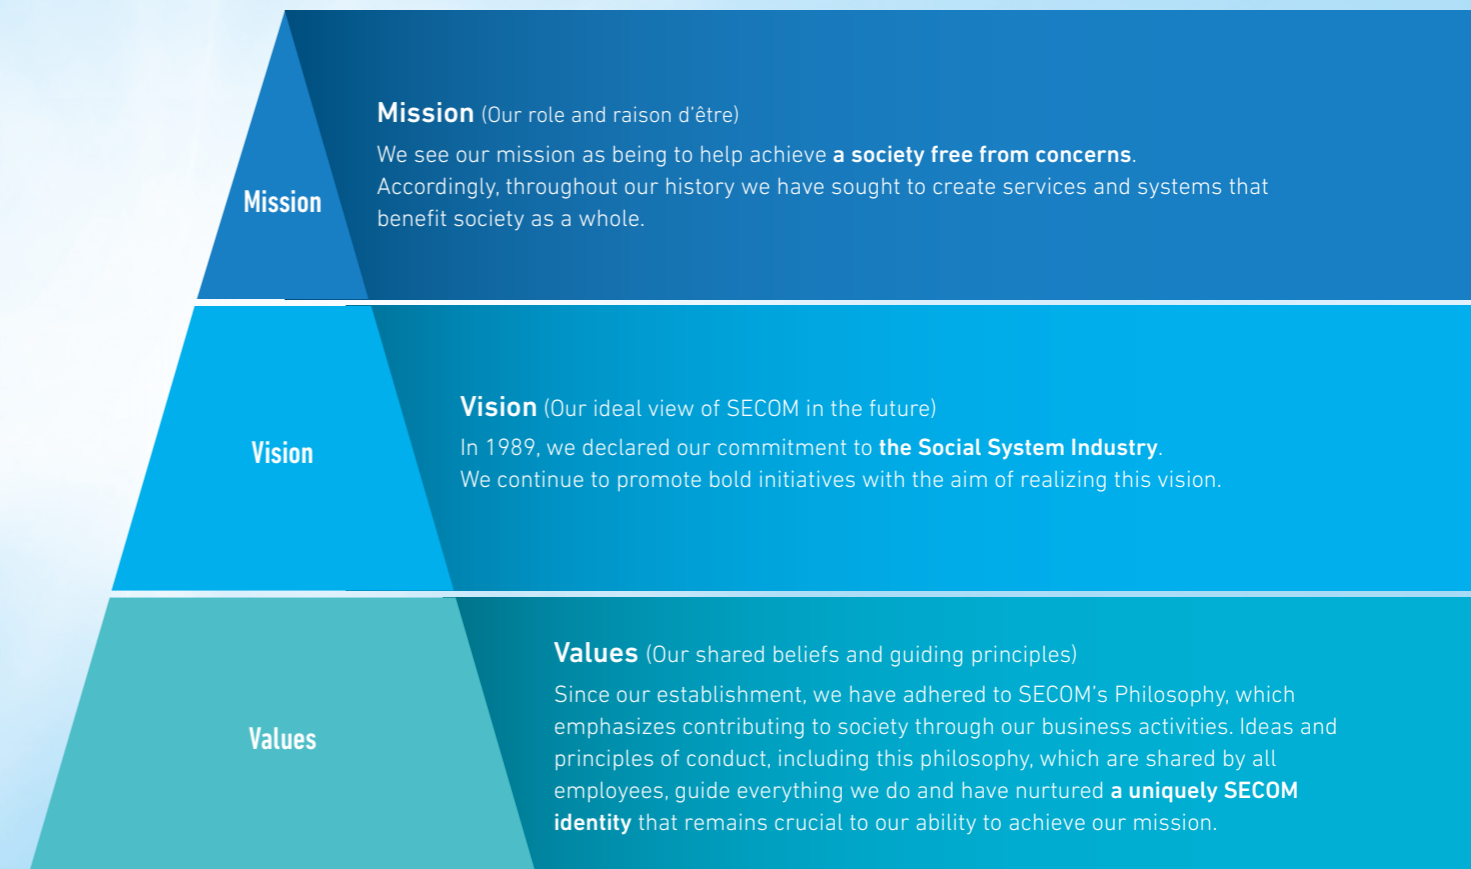 Mission
Mission (Our role and raison d’être)
We see our mission as being to help achieve a society free from concerns.
Accordingly, throughout our history we have sought to create services and systems that
benefit society as a whole.
Vision
Vision (Our ideal view of SECOM in the future)
In 1989, we declared our commitment to the Social System Industry.
We continue to promote bold initiatives with the aim of realizing this vision.
Values
Values (Our shared beliefs and guiding principles)
Since our establishment, we have adhered to SECOM’s Philosophy, which
emphasizes contributing to society through our business activities. Ideas and
principles of conduct, including this philosophy, which are shared by all
employees, guide everything we do and have nurtured a uniquely SECOM
identity that remains crucial to our ability to achieve our mission.